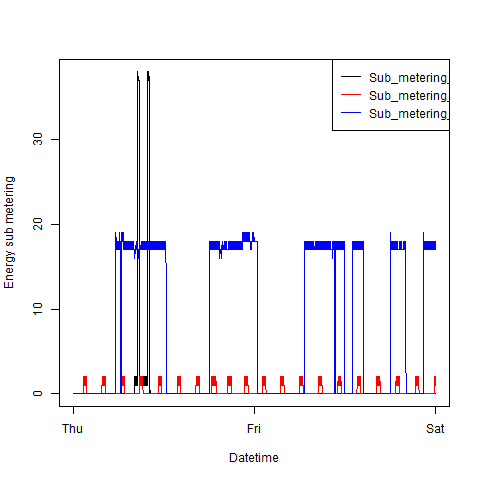 Sub_metering_
Sub_metering_
Sub_metering_
Energy sub metering
30
20
10
0
Thu Fri Sat
Datetime